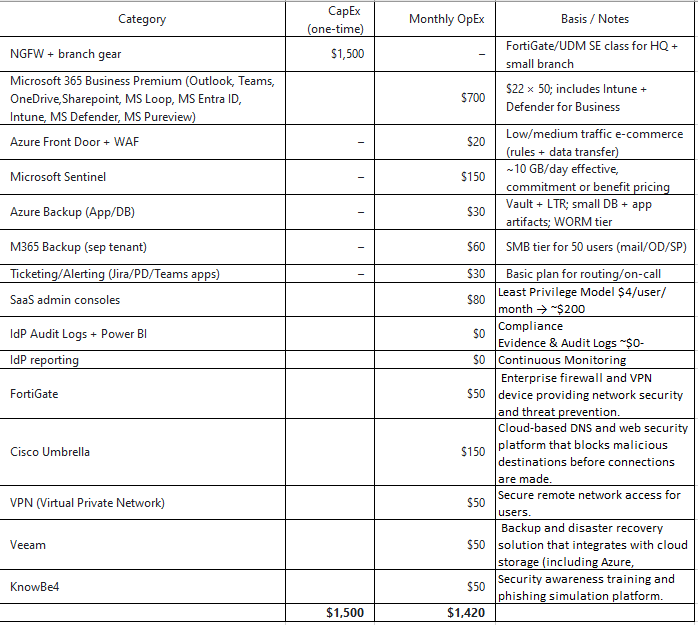 Category CapEx (one-time) Monthly OpEx Basis / Notes
NGFW + branch gear $1,500 – FortiGate/UDM SE class for HQ +
small branch
Microsoft 365 Business Premium (Outlook, Teams,
OneDrive,Sharepoint, MS Loop, MS Entra ID,
Intune, MS Defender, MS Pureview)
$700
$22 × 50; includes Intune +
Defender for Business
Azure Front Door + WAF – $20 Low/medium traffic e-commerce
(rules + data transfer)
Microsoft Sentinel – $150 ~10 GB/day effective,
commitment or benefit pricing
Azure Backup (App/DB) – $30 Vault + LTR; small DB + app
artifacts; WORM tier
M365 Backup (sep tenant) – $60 SMB tier for 50 users (mail/OD/SP)
Ticketing/Alerting (Jira/PD/Teams apps) – $30 Basic plan for routing/on-call
SaaS admin consoles $80 Least Privilege Model $4/user/
month → ~$200
IdP Audit Logs + Power BI $0 Compliance
Evidence & Audit Logs ~$0-
IdP reporting $0 Continuous Monitoring
FortiGate $50 Enterprise firewall and VPN
device providing network security
and threat prevention.
Cisco Umbrella $150 Cloud-based DNS and web security
platform that blocks malicious
destinations before connections
are made.
VPN (Virtual Private Network) $50 Secure remote network access for
users.
Veeam $50 Backup and disaster recovery
solution that integrates with cloud
storage (including Azure,
KnowBe4 $50 Security awareness training and
phishing simulation platform.
$1,500 $1,420